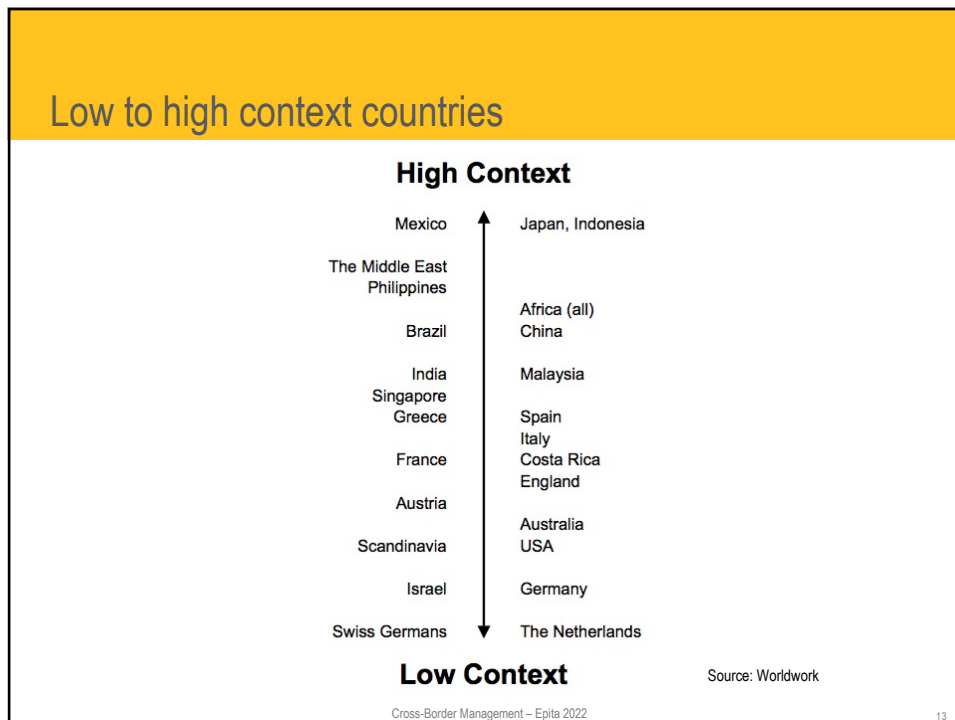 Low to high context countries
High Context
Mexico
Japan, Indonesia
The Middle East
Philippines
Africa (all)
Brazil
China
India
Malaysia
Singapore
Greece
Spain
Italy
France
Costa Rica
England
Austria
Australia
Scandinavia
USA
Israel
Germany
Swiss Germans
The Netherlands
Low Context
Source: Worldwork
Cross-Border Management – Epita 2022
13